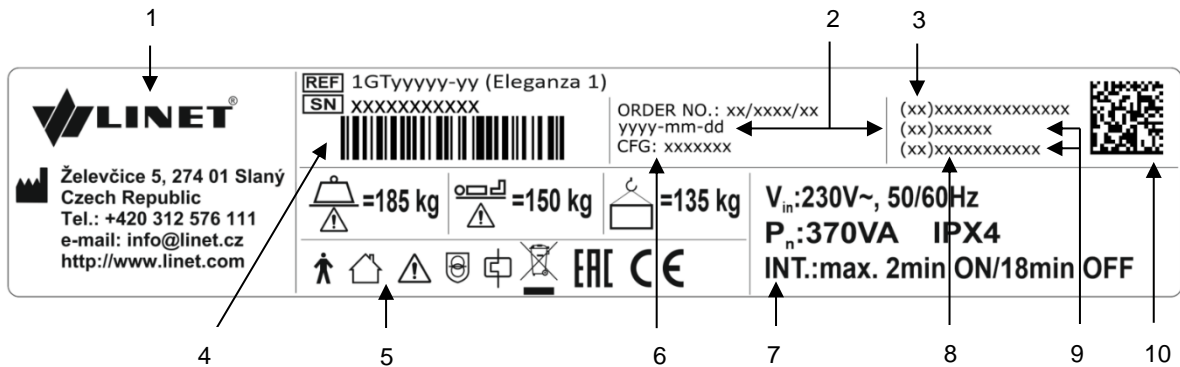 1
2
3
LINET®
REF 1GTyyyyy-yy (Eleganza 1)
SN xxxxxxxxxxx
ORDER NO.: xx/xxxx/xx
yyyy-mm-dd
CFG: xxxxxxx
(xx)xxxxxxxxxxxxxx
(xx)xxxxxx
(xx)xxxxxxxxxxx
Želevčice 5, 274 01 Slaný
Czech Republic
Tel.: +420 312 576 111
e-mail: info@linet.cz
http://www.linet.com
=185 kg
=150 kg
=135 kg
Vin:230V~, 50/60Hz
Pn:370VA IPX4
INT.:max. 2min ON/18min OFF
EAC CE
4
5
6
7
8
9
10